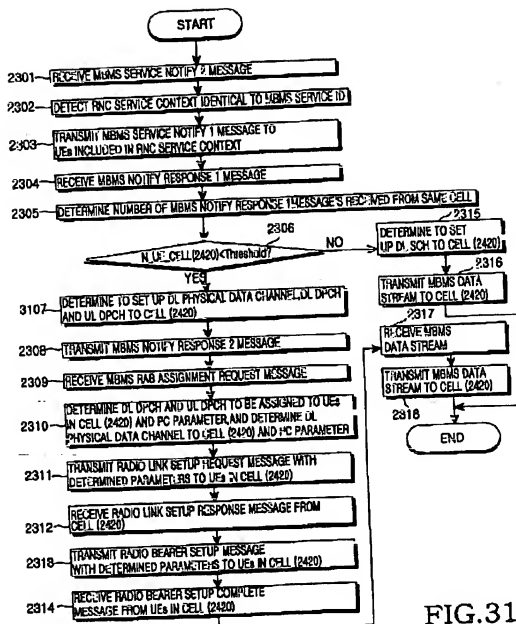 START
2301
RECEIVE MBMS SERVICE NOTIFY 2 MESSAGE
2302
DETECT RNC SERVICE CONTEXT IDENTICAL TO MBMS SERVICE ID
2303
TRANSMIT MBMS SERVICE NOTIFY 1 MESSAGE TO
UEs INCLUDED IN RNC SERVICE CONTEXT
2304
RECEIVE MBMS NOTIFY RESPONSE 1 MESSAGE
2305
DETERMINE NUMBER OF MBMS NOTIFY RESPONSE 1MESSAGE'S RECEIVED FROM SAME CELL
2306
N_UE_CELL(2420)<Threshold?
NO
YES
3107
DETERMINE TO SET UP DL PHYSICAL DATA CHANNEL,DL DPCH
AND UL DPCH TO CELL (2420)
2308
TRANSMIT MBMS NOTIFY RESPONSE 2 MESSAGE
2309
RECEIVE MBMS RAB ASSIGNMENT REQUEST MESSAGE
2310
DETERMINE DL DPCH AND UL DPCH TO BE ASSIGNED TO UEs
IN CELL (2420) AND PC PARAMETER,AND DETERMINE DL
PHYSICAL DATA CHANNEL TO CELL (2420) AND PC PARAMETER
2311
TRANSMIT RADIO LINK SETUP REQUEST MESSAGE WITH
DETERMINED PARAMETERS TO UEs IN CELL (2420)
2312
RECEIVE RADIO LINK SETUP RESPONSE MESSAGE FROM
CELL (2420)
2313
TRANSMIT RADIO BEARER SETUP MESSAGE
WITH DETERMINED PARAMETERS TO UEs IN CELL (2420)
2314
RECEIVE RADIO BEARER SETUP COMPLETE
MESSAGE FROM UEs IN CELL (2420)
2315
DETERMINE TO SET
UP DL SCH TO CELL (2420)
2316
TRANSMIT MBMS DATA
STREAM TO CELL (2420)
2317
RECEIVE MBMS
DATA STREAM
TRANSMIT MBMS DATA
STREAM TO CELL (2420)
2318
END
FIG.31